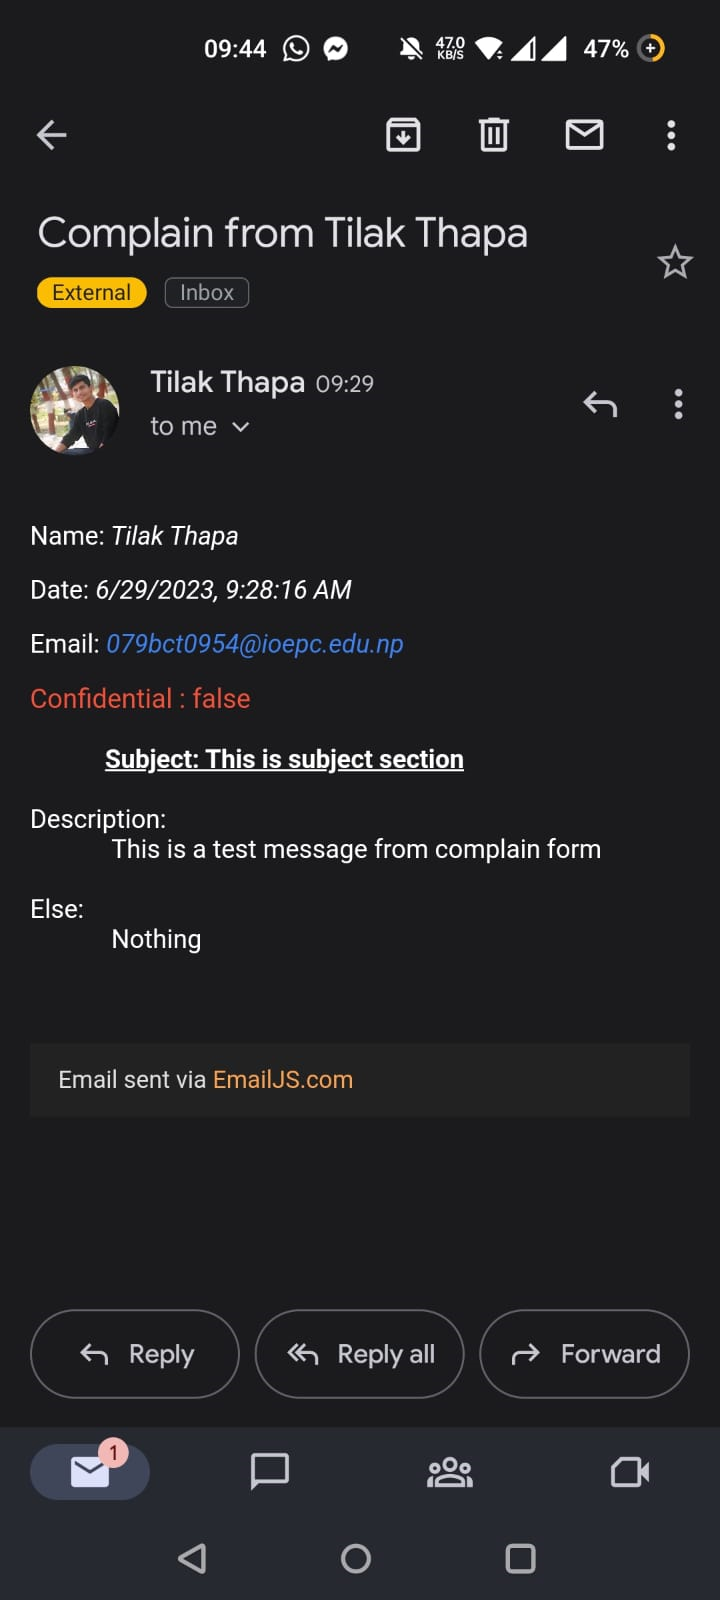 09:44 47.0 KB/S 47%
Complain from Tilak Thapa
External Inbox
Tilak Thapa 09:29
to me
Name: Tilak Thapa
Date: 6/29/2023, 9:28:16 AM
Email: 079bct0954@ioepc.edu.np
Confidential : false
Subject: This is subject section
Description:
This is a test message from complain form
Else:
Nothing
Email sent via EmailJS.com
Reply Reply all Forward
1